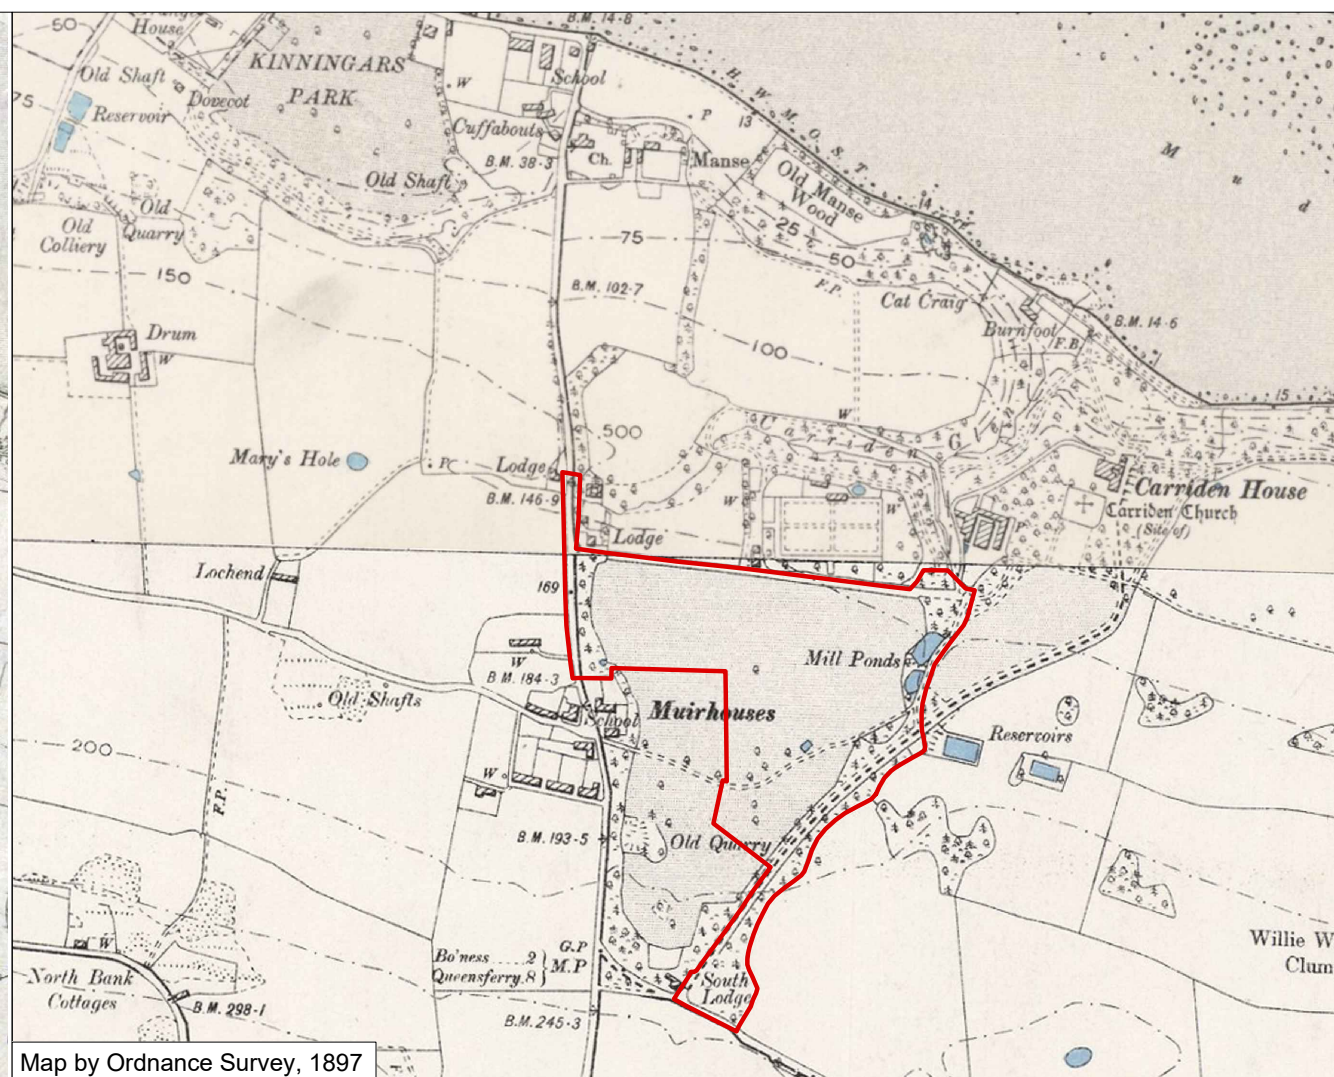 B.M. 14·8
50
House
KINNINGARS
PARK
Old Shaft
School
H.W.M.O.S.T.
W
P
13
M
u
d
75
Dovecot
Reservoir
Cuffabouts
B.M. 38·3
Ch.
Manse
Old Manse
Wood
Old Shaft
14
Old
Quarry
Old
Colliery
75
25
50
150
F.P.
B.M. 102·7
Cat Craig
Burnfoot
B.M. 14·6
F.B.
Drum
W
100
15
500
W
Carriden Glen
Mary's Hole
P
Lodge
B.M. 146·9
W
W
P
Carriden House
Carriden Church
(Site of)
Lodge
Lochend
169
W
B.M. 184·3
Mill Ponds
Old Shafts
School
Muirhouses
Reservoirs
200
W
F.P.
B.M. 193·5
Old Quarry
W
Bo'ness 2
Queensferry 8
G.P
M.P
Willie W
Clum
North Bank
Cottages
B.M. 298·1
South
Lodge
B.M. 245·3
Map by Ordnance Survey, 1897